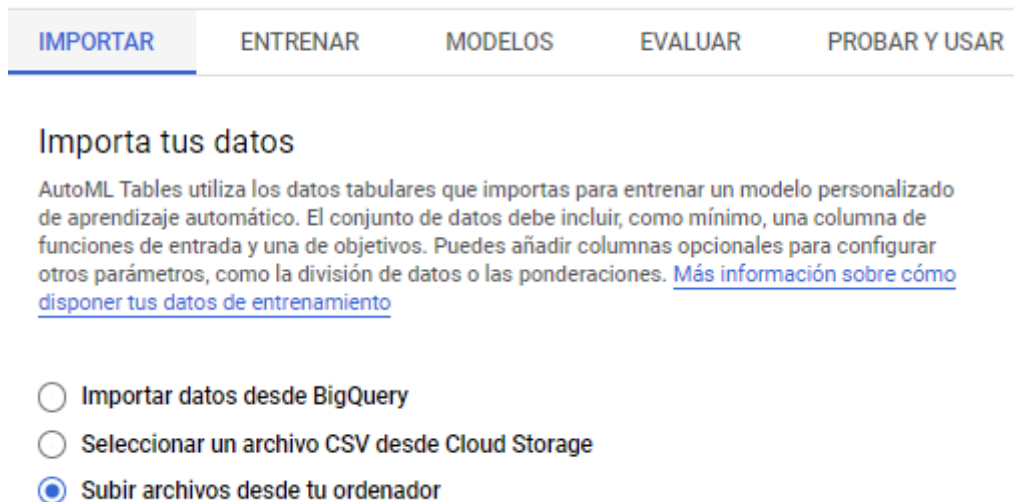 IMPORTAR ENTRENAR MODELOS EVALUAR PROBAR Y USAR
Importa tus datos
AutoML Tables utiliza los datos tabulares que importas para entrenar un modelo personalizado
de aprendizaje automático. El conjunto de datos debe incluir, como mínimo, una columna de
funciones de entrada y una de objetivos. Puedes añadir columnas opcionales para configurar
otros parámetros, como la división de datos o las ponderaciones. Más información sobre cómo
disponer tus datos de entrenamiento
Importar datos desde BigQuery
Seleccionar un archivo CSV desde Cloud Storage
Subir archivos desde tu ordenador